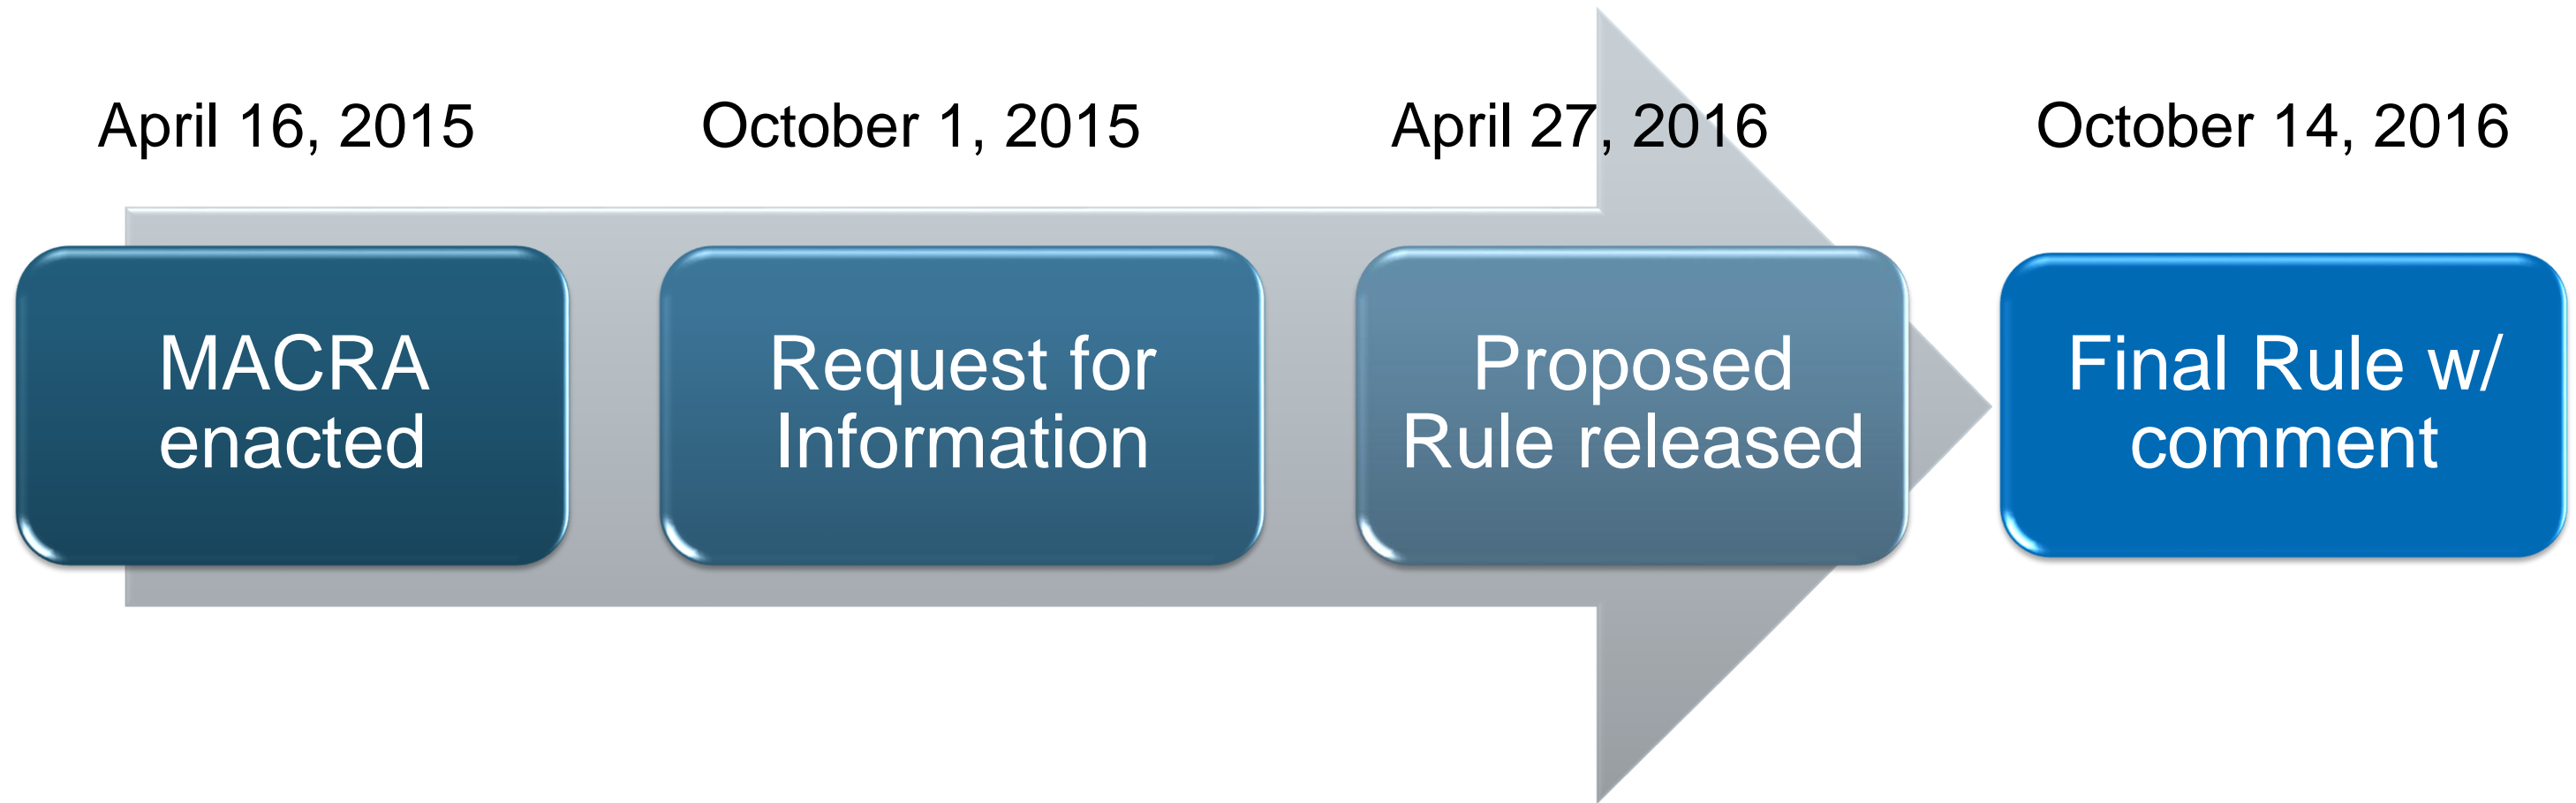 April 16, 2015
October 1, 2015
April 27, 2016
October 14, 2016
MACRA
enacted
Request for
Information
Proposed
Rule released
Final Rule w/
comment